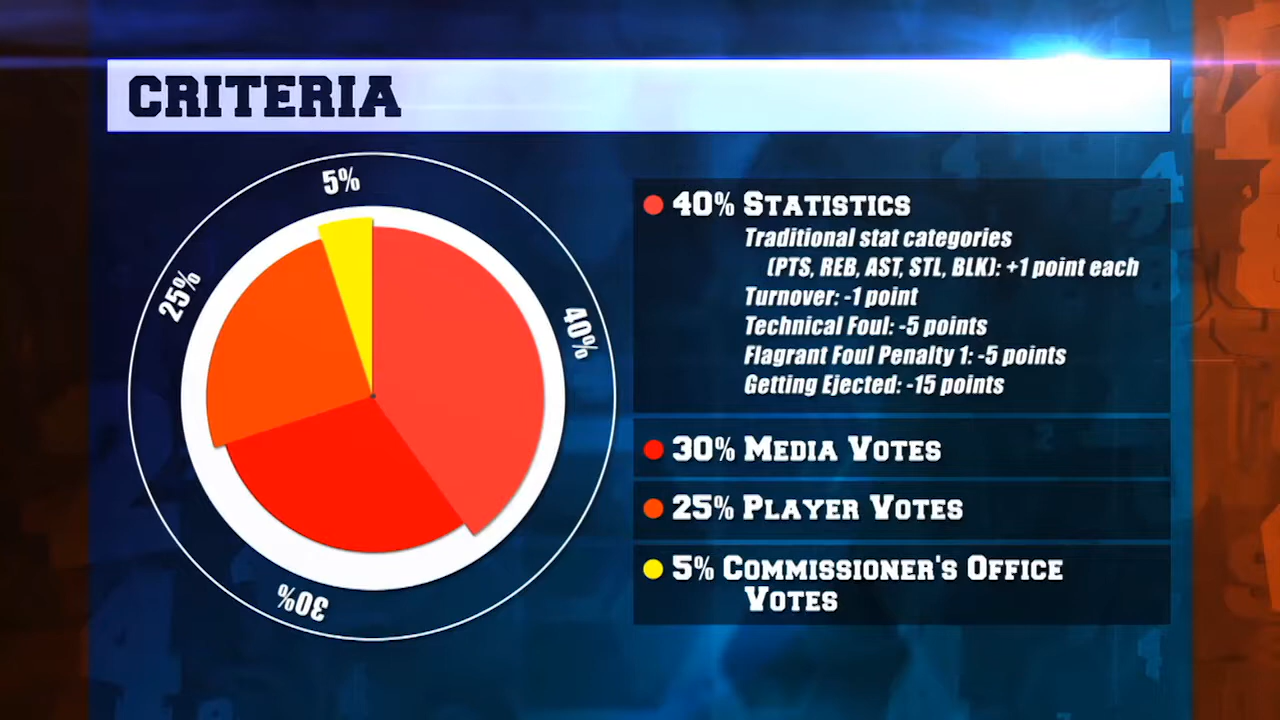 CRITERIA
5%
25%
40%
30%
40% STATISTICS
Traditional stat categories
(PTS, REB, AST, STL, BLK): +1 point each
Turnover: -1 point
Technical Foul: -5 points
Flagrant Foul Penalty 1: -5 points
Getting Ejected: -15 points
30% MEDIA VOTES
25% PLAYER VOTES
5% COMMISSIONER'S OFFICE
VOTES